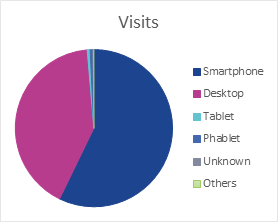 Visits
Smartphone
Desktop
Tablet
Phablet
Unknown
Others